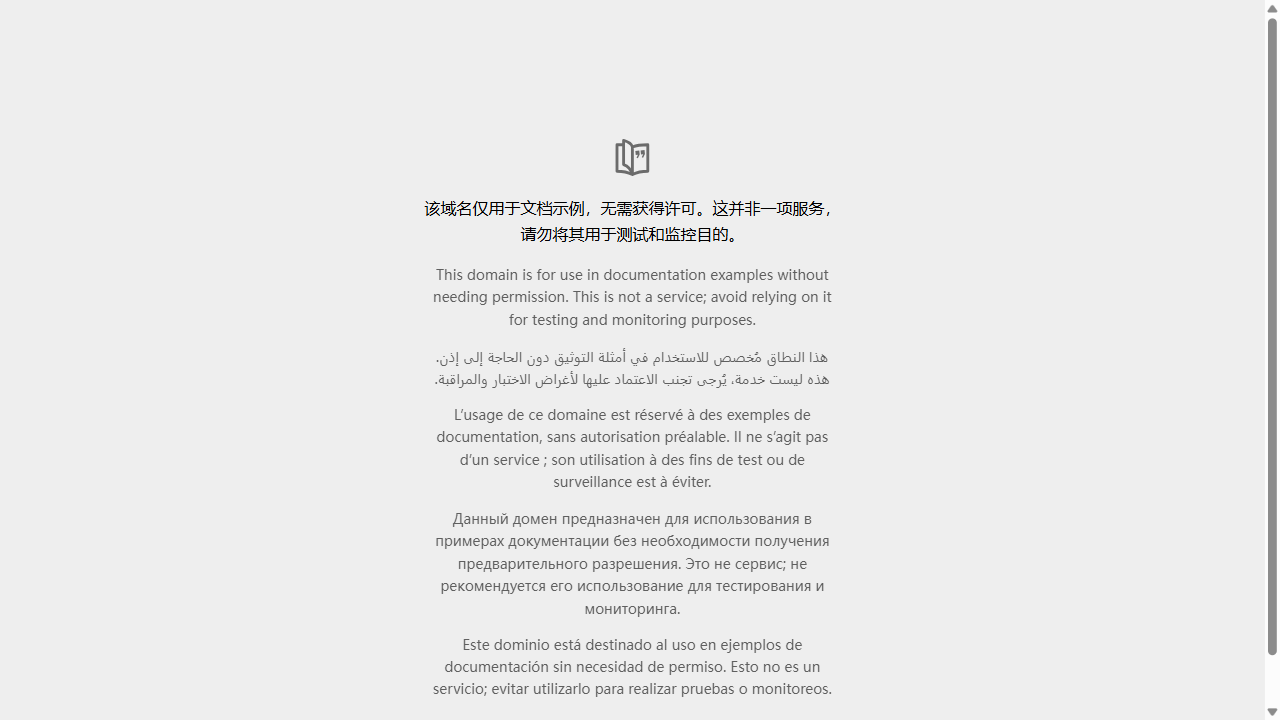 该域名仅用于文档示例，无需获得许可。这并非一项服务，
请勿将其用于测试和监控目的。
This domain is for use in documentation examples without
needing permission. This is not a service; avoid relying on it
for testing and monitoring purposes.
هذا النطاق مُخصص للاستخدام في أمثلة التوثيق دون الحاجة إلى إذن.
هذه ليست خدمة، يُرجى تجنب الاعتماد عليها لأغراض الاختبار والمراقبة.
L’usage de ce domaine est réservé à des exemples de
documentation, sans autorisation préalable. Il ne s’agit pas
d’un service ; son utilisation à des fins de test ou de
surveillance est à éviter.
Данный домен предназначен для использования в
примерах документации без необходимости получения
предварительного разрешения. Это не сервис; не
рекомендуется его использование для тестирования и
мониторинга.
Este dominio está destinado al uso en ejemplos de
documentación sin necesidad de permiso. Esto no es un
servicio; evitar utilizarlo para realizar pruebas o monitoreos.